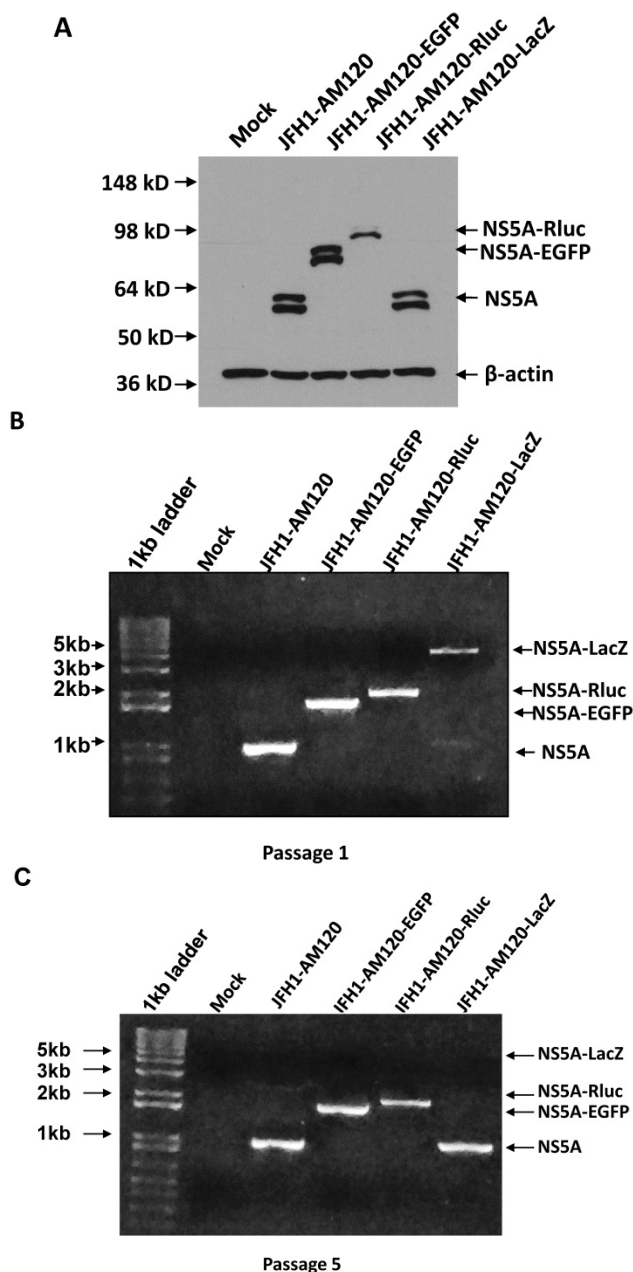 A
Mock
JFH1-AM120
JFH1-AM120-EGFP
JFH1-AM120-Rluc
JFH1-AM120-LacZ
148 kD
98 kD
64 kD
50 kD
36 kD
NS5A-Rluc
NS5A-EGFP
NS5A
β-actin
B
1kb ladder
Mock
JFH1-AM120
JFH1-AM120-EGFP
JFH1-AM120-Rluc
JFH1-AM120-LacZ
5kb
3kb
2kb
1kb
NS5A-LacZ
NS5A-Rluc
NS5A-EGFP
NS5A
Passage 1
C
1kb ladder
Mock
JFH1-AM120
IFH1-AM120-EGFP
IFH1-AM120-Rluc
JFH1-AM120-LacZ
5kb
3kb
2kb
1kb
NS5A-LacZ
NS5A-Rluc
NS5A-EGFP
NS5A
Passage 5